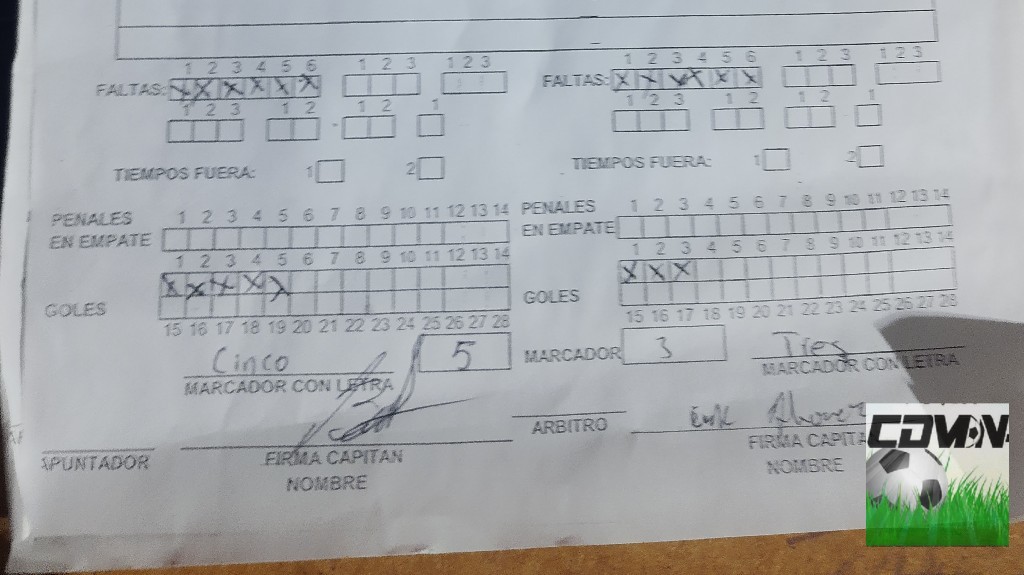 1 2 3 4 5 6 1 2 3 1 2 3 1 2 3 4 5 6 1 2 3 1 2 3
FALTAS: X X X X X X FALTAS: X X X X X X
1 2 3 1 2 1 2 1 1 2 3 1 2 1 2 1
TIEMPOS FUERA: 1 2 TIEMPOS FUERA: 1 2
PENALES 1 2 3 4 5 6 7 8 9 10 11 12 13 14 PENALES 1 2 3 4 5 6 7 8 9 10 11 12 13 14
EN EMPATE EN EMPATE
1 2 3 4 5 6 7 8 9 10 11 12 13 14 1 2 3 4 5 6 7 8 9 10 11 12 13 14
X X X X X X X X
GOLES GOLES
15 16 17 18 19 20 21 22 23 24 25 26 27 28 15 16 17 18 19 20 21 22 23 24 25 26 27 28
Cinco 5 MARCADOR 3 Tres
MARCADOR CON LETRA MARCADOR CON LETRA
ARBITRO
APUNTADOR FIRMA CAPITAN FIRMA CAPITA
NOMBRE NOMBRE
CDMX